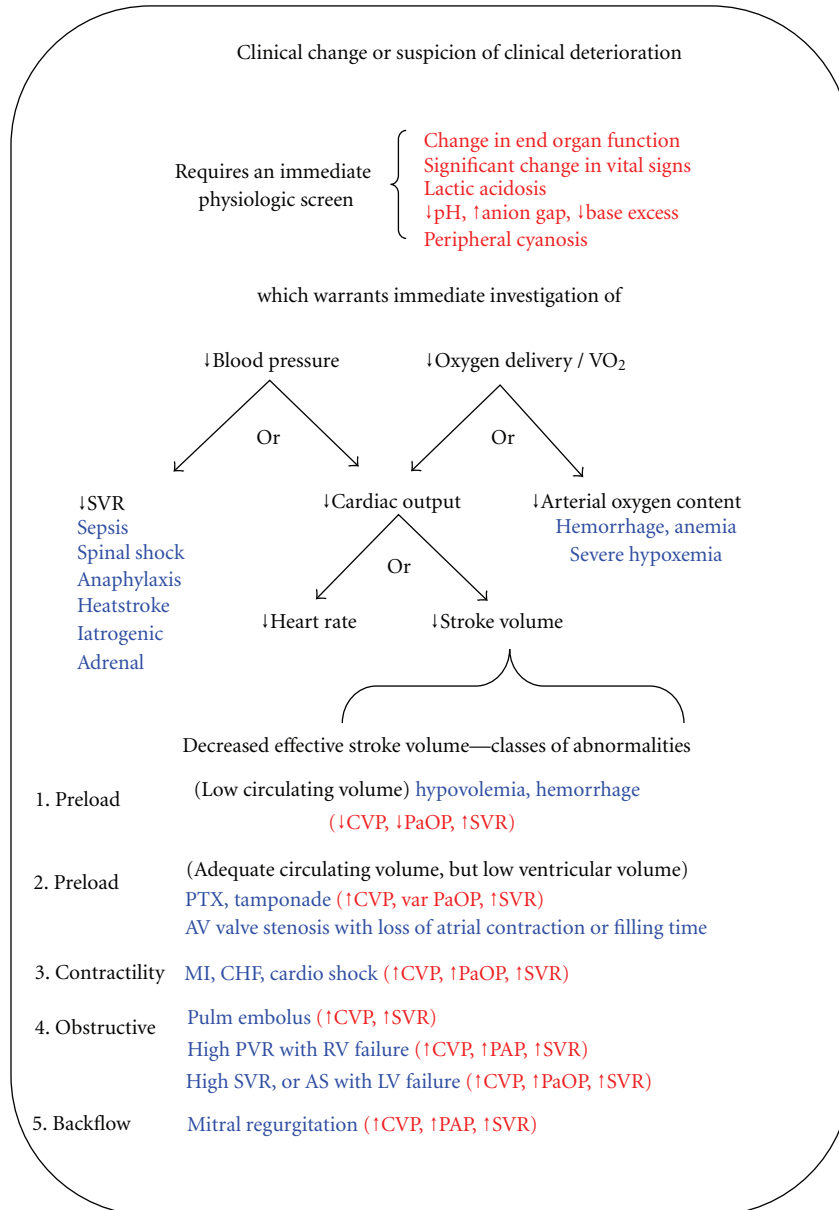 Clinical change or suspicion of clinical deterioration
Requires an immediate
physiologic screen
Change in end organ function
Significant change in vital signs
Lactic acidosis
↓pH, ↑anion gap, ↓base excess
Peripheral cyanosis
which warrants immediate investigation of
↓Blood pressure
↓Oxygen delivery / VO₂
Or
Or
↓SVR
Sepsis
Spinal shock
Anaphylaxis
Heatstroke
Iatrogenic
Adrenal
↓Cardiac output
↓Arterial oxygen content
Hemorrhage, anemia
Severe hypoxemia
Or
↓Heart rate
↓Stroke volume
Decreased effective stroke volume—classes of abnormalities
1. Preload
(Low circulating volume) hypovolemia, hemorrhage
(↓CVP, ↓PaOP, ↑SVR)
2. Preload
(Adequate circulating volume, but low ventricular volume)
PTX, tamponade (↑CVP, var PaOP, ↑SVR)
AV valve stenosis with loss of atrial contraction or filling time
3. Contractility
MI, CHF, cardio shock (↑CVP, ↑PaOP, ↑SVR)
4. Obstructive
Pulm embolus (↑CVP, ↑SVR)
High PVR with RV failure (↑CVP, ↑PAP, ↑SVR)
High SVR, or AS with LV failure (↑CVP, ↑PaOP, ↑SVR)
5. Backflow
Mitral regurgitation (↑CVP, ↑PAP, ↑SVR)